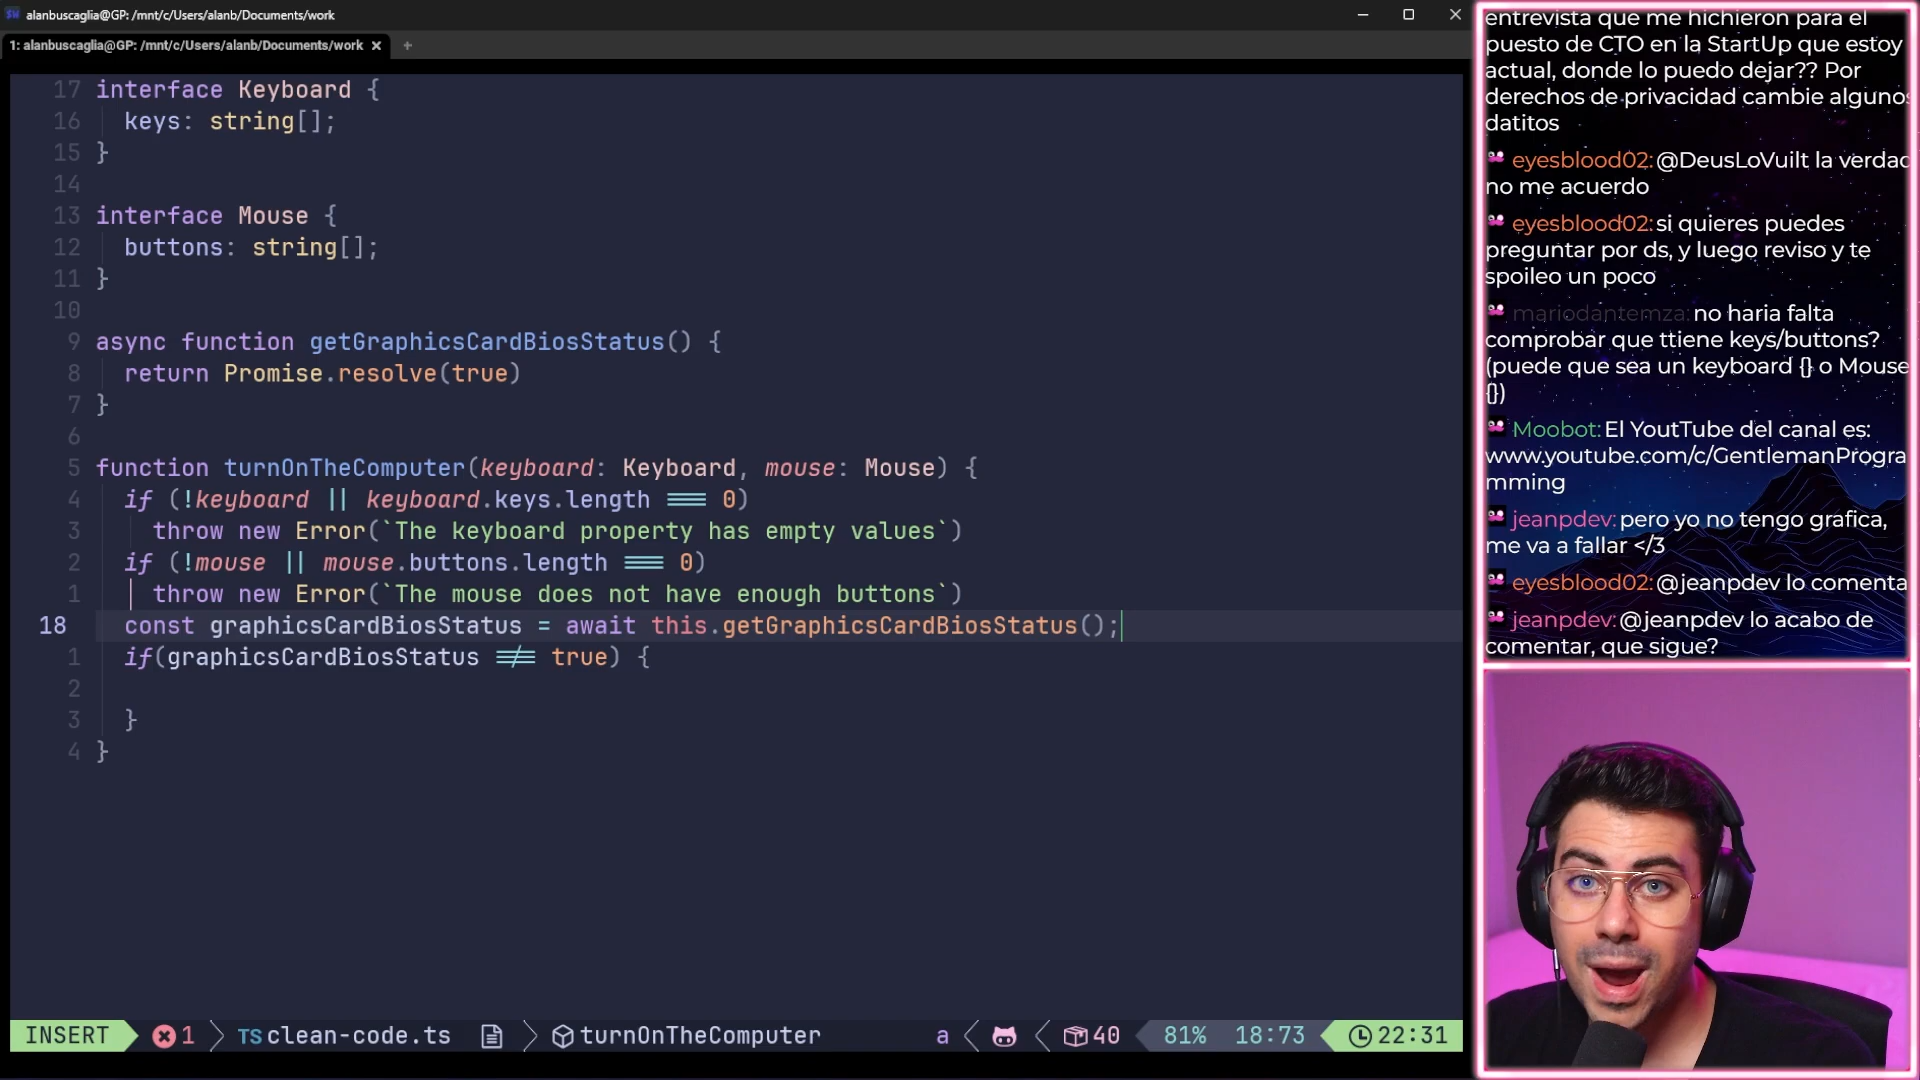 alanbuscaglia@GP: /mnt/c/Users/alanb/Documents/work
1: alanbuscaglia@GP: /mnt/c/Users/alanb/Documents/work × +
17 interface Keyboard {
16 keys: string[];
15 }
14
13 interface Mouse {
12 buttons: string[];
11 }
10
9 async function getGraphicsCardBiosStatus() {
8 return Promise.resolve(true)
7 }
6
5 function turnOnTheComputer(keyboard: Keyboard, mouse: Mouse) {
4 if (!keyboard || keyboard.keys.length === 0)
3 throw new Error(`The keyboard property has empty values`)
2 if (!mouse || mouse.buttons.length === 0)
1 throw new Error(`The mouse does not have enough buttons`)
18 const graphicsCardBiosStatus = await this.getGraphicsCardBiosStatus();
1 if(graphicsCardBiosStatus !== true) {
2
3 }
4 }
INSERT 1 TS clean-code.ts turnOnTheComputer a 40 81% 18:73 22:31
entrevista que me hichieron para el
puesto de CTO en la StartUp que estoy
actual, donde lo puedo dejar?? Por
derechos de privacidad cambie algunos
datitos
eyesblood02: @DeusLoVuilt la verdad
no me acuerdo
eyesblood02: si quieres puedes
preguntar por ds, y luego reviso y te
spoileo un poco
mariodantemza: no haria falta
comprobar que ttiene keys/buttons?
(puede que sea un keyboard {} o Mouse
{})
Moobot: El YoutTube del canal es:
www.youtube.com/c/GentlemanProgra
mming
jeanpdev: pero yo no tengo grafica,
me va a fallar </3
eyesblood02: @jeanpdev lo comenta
jeanpdev: @jeanpdev lo acabo de
comentar, que sigue?